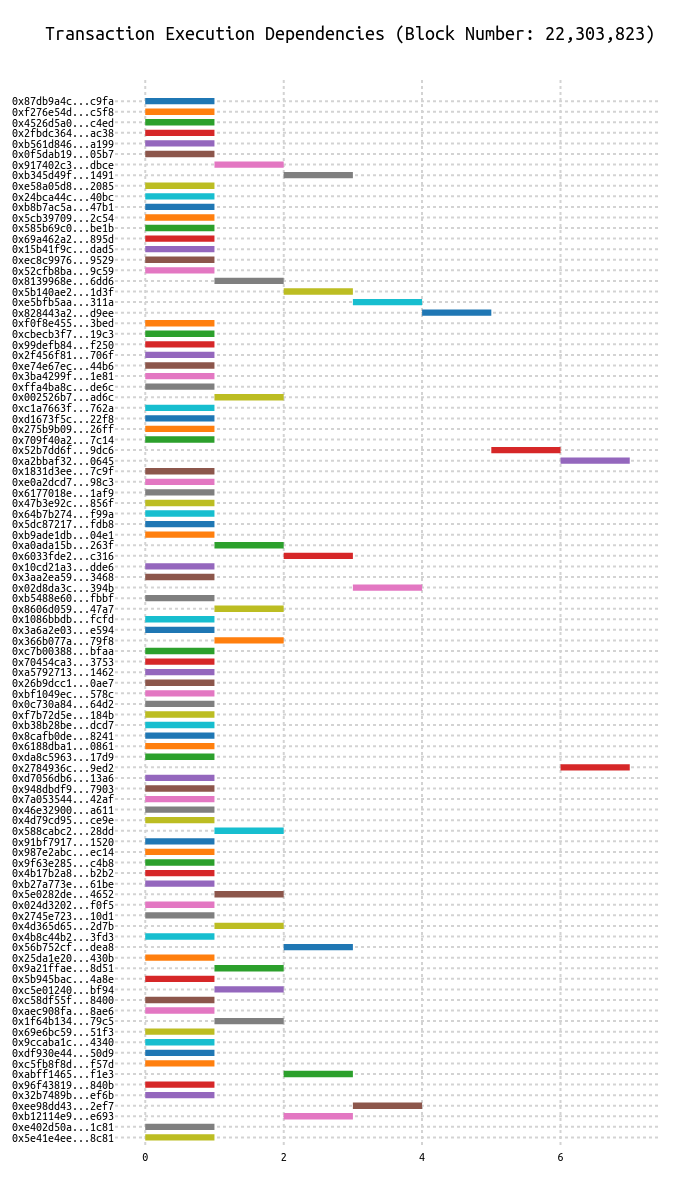 Transaction Execution Dependencies (Block Number: 22,303,823)
0x87db9a4c...c9fa
0xf276e54d...c5f8
0x4526d5a0...c4ed
0x2fbdc364...ac38
0xb561d846...a199
0x0f5dab19...05b7
0x917402c3...dbce
0xb345d49f...1491
0xe58a05d8...2085
0x24bca44c...40bc
0xb8b7ac5a...47b1
0x5cb39709...2c54
0x585b69c0...be1b
0x69a462a2...895d
0x15b41f9c...dad5
0xec8c9976...9529
0x52cfb8ba...9c59
0x8139968e...6dd6
0x5b140ae2...1d3f
0xe5bfb5aa...311a
0x828443a2...d9ee
0xf0f8e455...3bed
0xcbecb3f7...19c3
0x99defb84...f250
0x2f456f81...706f
0xe74e67ec...44b6
0x3ba4299f...1e81
0xffa4ba8c...de6c
0x002526b7...ad6c
0xc1a7663f...762a
0xd1673f5c...22f8
0x275b9b09...26ff
0x709f40a2...7c14
0x52b7dd6f...9dc6
0xa2bbaf32...0645
0x1831d3ee...7c9f
0xe0a2dcd7...98c3
0x6177018e...1af9
0x47b3e92c...856f
0x64b7b274...f99a
0x5dc87217...fdb8
0xb9ade1db...04e1
0xa0ada15b...263f
0x6033fde2...c316
0x10cd21a3...dde6
0x3aa2ea59...3468
0x02d8da3c...394b
0xb5488e60...fbbf
0x8606d059...47a7
0x1086bbdb...fcfd
0x3a6a2e03...e594
0x366b077a...79f8
0xc7b00388...bfaa
0x70454ca3...3753
0xa5792713...1462
0x26b9dcc1...0ae7
0xbf1049ec...578c
0x0c730a84...64d2
0xf7b72d5e...184b
0xb38b28be...dcd7
0x8cafb0de...8241
0x6188dba1...0861
0xda8c5963...17d9
0x2784936c...9ed2
0xd7056db6...13a6
0x948bdbdf9...7903
0x7a053544...42af
0x46e32900...a611
0x4d79cd95...ce9e
0x588cabc2...28dd
0x91bf7917...1520
0x987e2abc...ec14
0x9f63e285...c4b8
0x4b17b2a8...b2b2
0xb27a773e...61be
0x5e0282de...4652
0x024d3202...f0f5
0x2745e723...10d1
0x4d365d65...2d7b
0x4b8c44b2...3fd3
0x56b752cf...dea8
0x25da1e20...430b
0x9a21ffae...8d51
0x5b945bac...4a8e
0xc5e01240...bf94
0xc58df55f...8400
0xaec908fa...8ae6
0x1f64b134...79c5
0x69e6bc59...51f3
0x9ccaba1c...4340
0xdf930e44...50d9
0xc5fb8f8d...f57d
0xabff1465...f1e3
0x96f43819...840b
0x32b7489b...ef6b
0xee98dd43...2ef7
0xb12114e9...e693
0xe402d50a...1c81
0x5e41e4ee...8c81
0 2 4 6